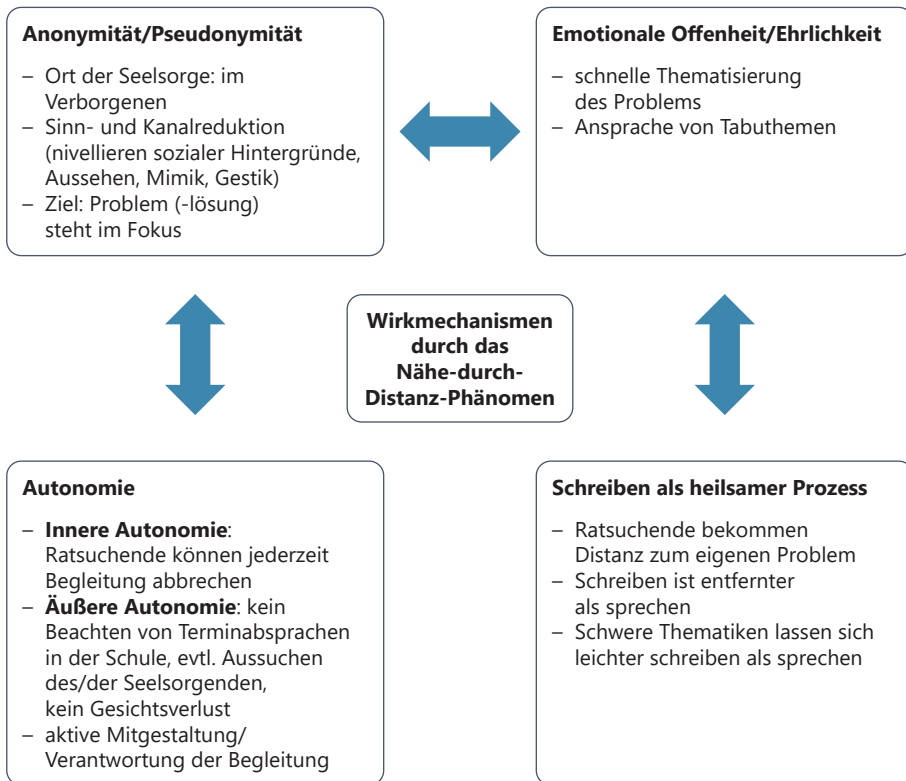 Anonymität/Pseudonymität
– Ort der Seelsorge: im
Verborgenen
– Sinn- und Kanalreduktion
(nivellieren sozialer Hintergründe,
Aussehen, Mimik, Gestik)
– Ziel: Problem (-lösung)
steht im Fokus
Emotionale Offenheit/Ehrlichkeit
– schnelle Thematisierung
des Problems
– Ansprache von Tabuthemen
Wirkmechanismen
durch das
Nähe-durch-
Distanz-Phänomen
Autonomie
– Innere Autonomie:
Ratsuchende können jederzeit
Begleitung abbrechen
– Äußere Autonomie: kein
Beachten von Terminabsprachen
in der Schule, evtl. Aussuchen
des/der Seelsorgenden,
kein Gesichtsverlust
– aktive Mitgestaltung/
Verantwortung der Begleitung
Schreiben als heilsamer Prozess
– Ratsuchende bekommen
Distanz zum eigenen Problem
– Schreiben ist entfernter
als sprechen
– Schwere Thematiken lassen sich
leichter schreiben als sprechen